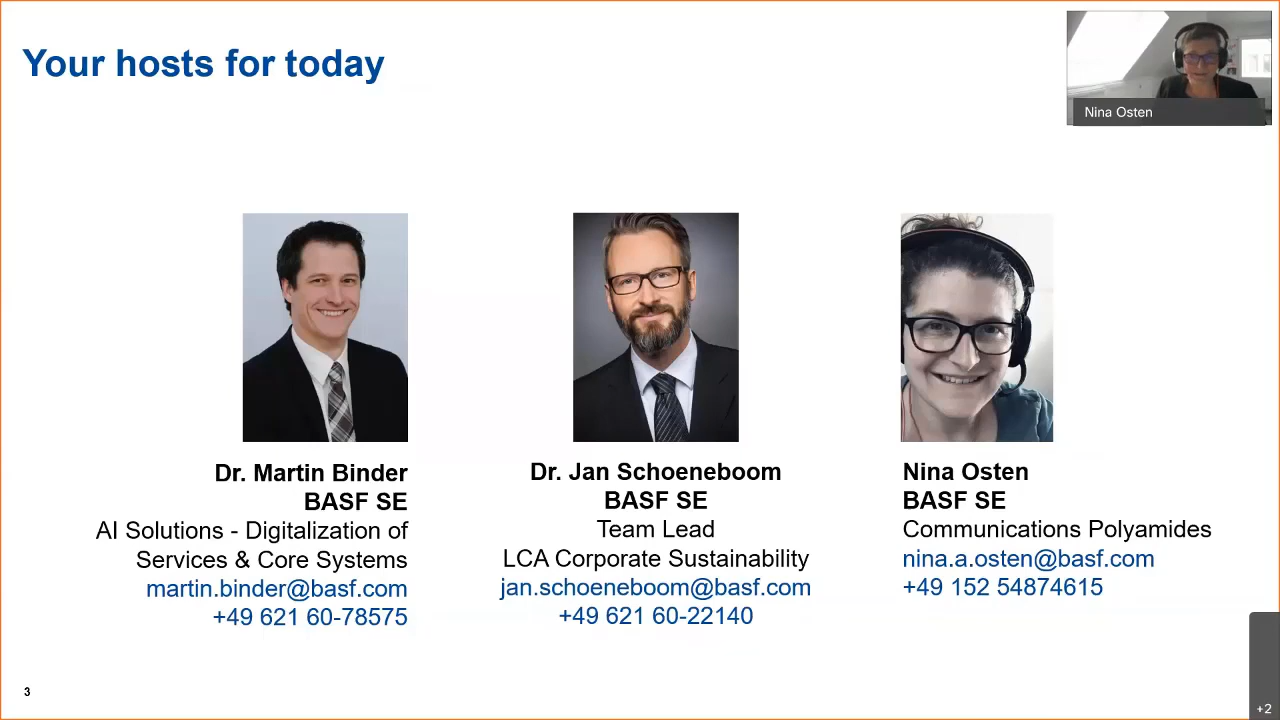 Your hosts for today
Nina Osten
Dr. Martin Binder
BASF SE
AI Solutions - Digitalization of
Services & Core Systems
martin.binder@basf.com
+49 621 60-78575
Dr. Jan Schoeneboom
BASF SE
Team Lead
LCA Corporate Sustainability
jan.schoeneboom@basf.com
+49 621 60-22140
Nina Osten
BASF SE
Communications Polyamides
nina.a.osten@basf.com
+49 152 54874615
3
+2